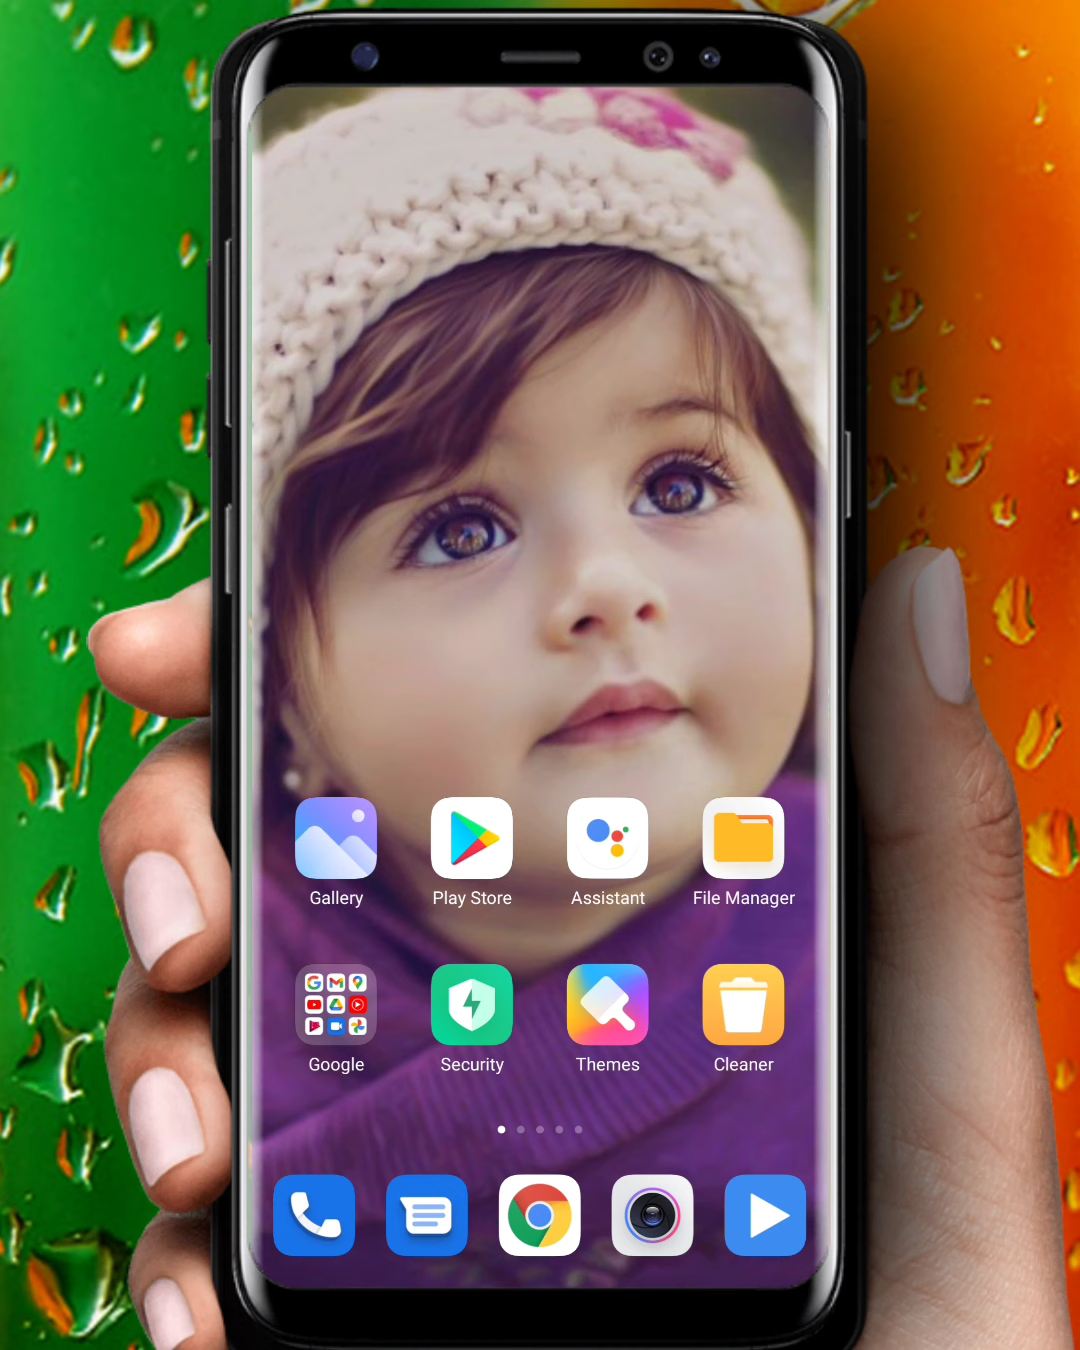 Gallery
Play Store
Assistant
File Manager
Google
Security
Themes
Cleaner